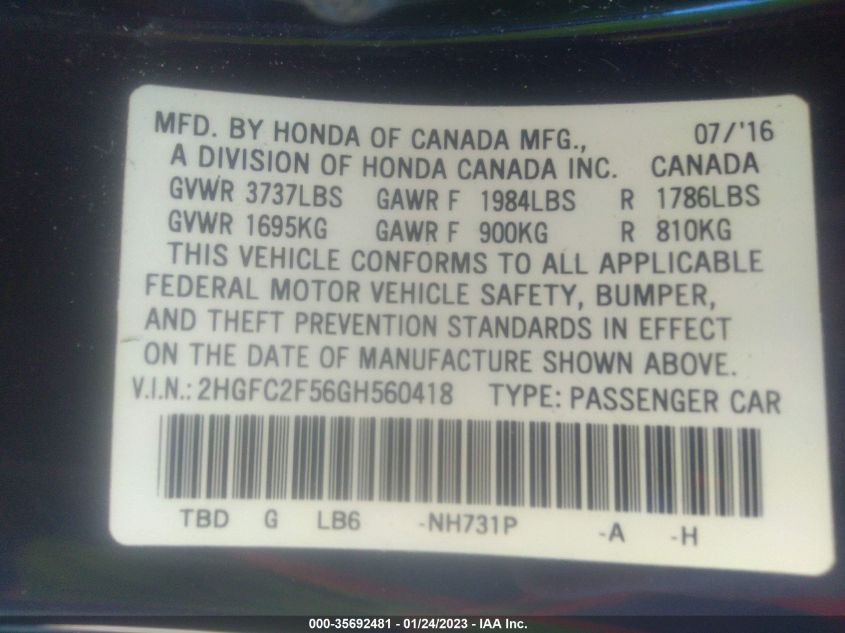 MFD. BY HONDA OF CANADA MFG., 07/'16
A DIVISION OF HONDA CANADA INC. CANADA
GVWR 3737LBS GAWR F 1984LBS R 1786LBS
GVWR 1695KG GAWR F 900KG R 810KG
THIS VEHICLE CONFORMS TO ALL APPLICABLE
FEDERAL MOTOR VEHICLE SAFETY, BUMPER,
AND THEFT PREVENTION STANDARDS IN EFFECT
ON THE DATE OF MANUFACTURE SHOWN ABOVE.
V.I.N.: 2HGFC2F56GH560418 TYPE: PASSENGER CAR
TBD G LB6 -NH731P -A -H
000-35692481 - 01/24/2023 - IAA Inc.